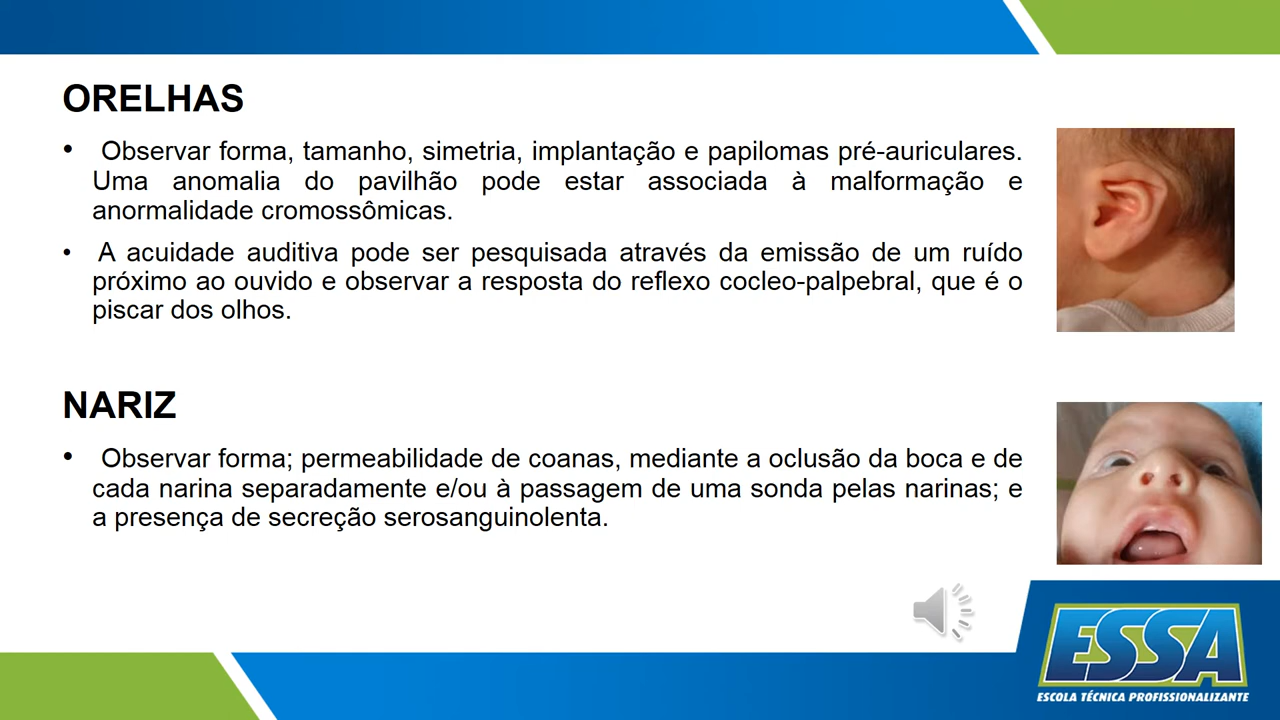 ORELHAS
• Observar forma, tamanho, simetria, implantação e papilomas pré-auriculares.
Uma anomalia do pavilhão pode estar associada à malformação e
anormalidade cromossômicas.
• A acuidade auditiva pode ser pesquisada através da emissão de um ruído
próximo ao ouvido e observar a resposta do reflexo cocleo-palpebral, que é o
piscar dos olhos.
NARIZ
• Observar forma; permeabilidade de coanas, mediante a oclusão da boca e de
cada narina separadamente e/ou à passagem de uma sonda pelas narinas; e
a presença de secreção serosanguinolenta.
ESSA
ESCOLA TÉCNICA PROFISSIONALIZANTE